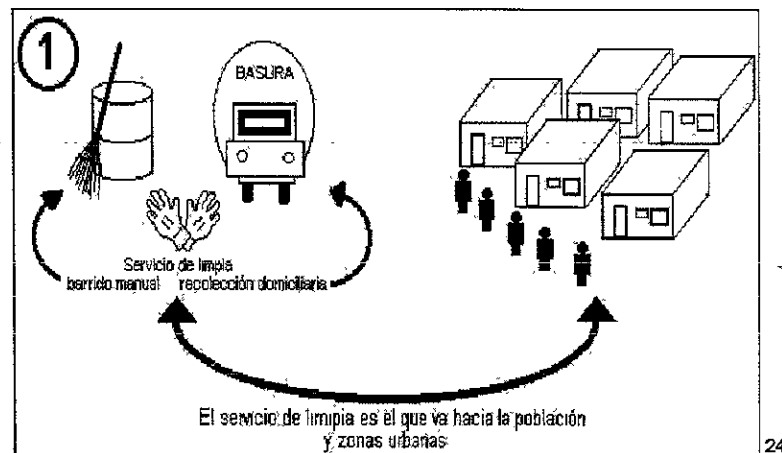 1
BASURA
Servicio de limpia
barrido manual recolección domiciliaria
El servicio de limpia es el que va hacia la población
y zonas urbanas
24